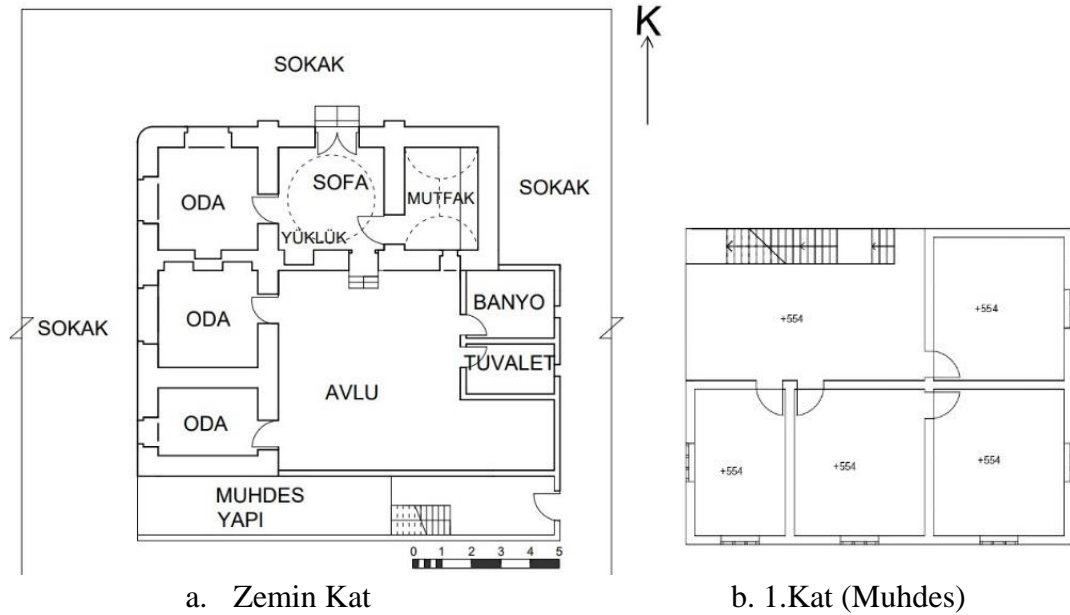 SOKAK
K
SOFA
MUTFAK
SOKAK
ODA
YÜKLÜK
SOKAK
ODA
BANYO
TUVALET
AVLU
ODA
MUHDES
YAPI
0 1 2 3 4 5
+554
+554
+554
+554
+554
a. Zemin Kat
b. 1.Kat (Muhdes)